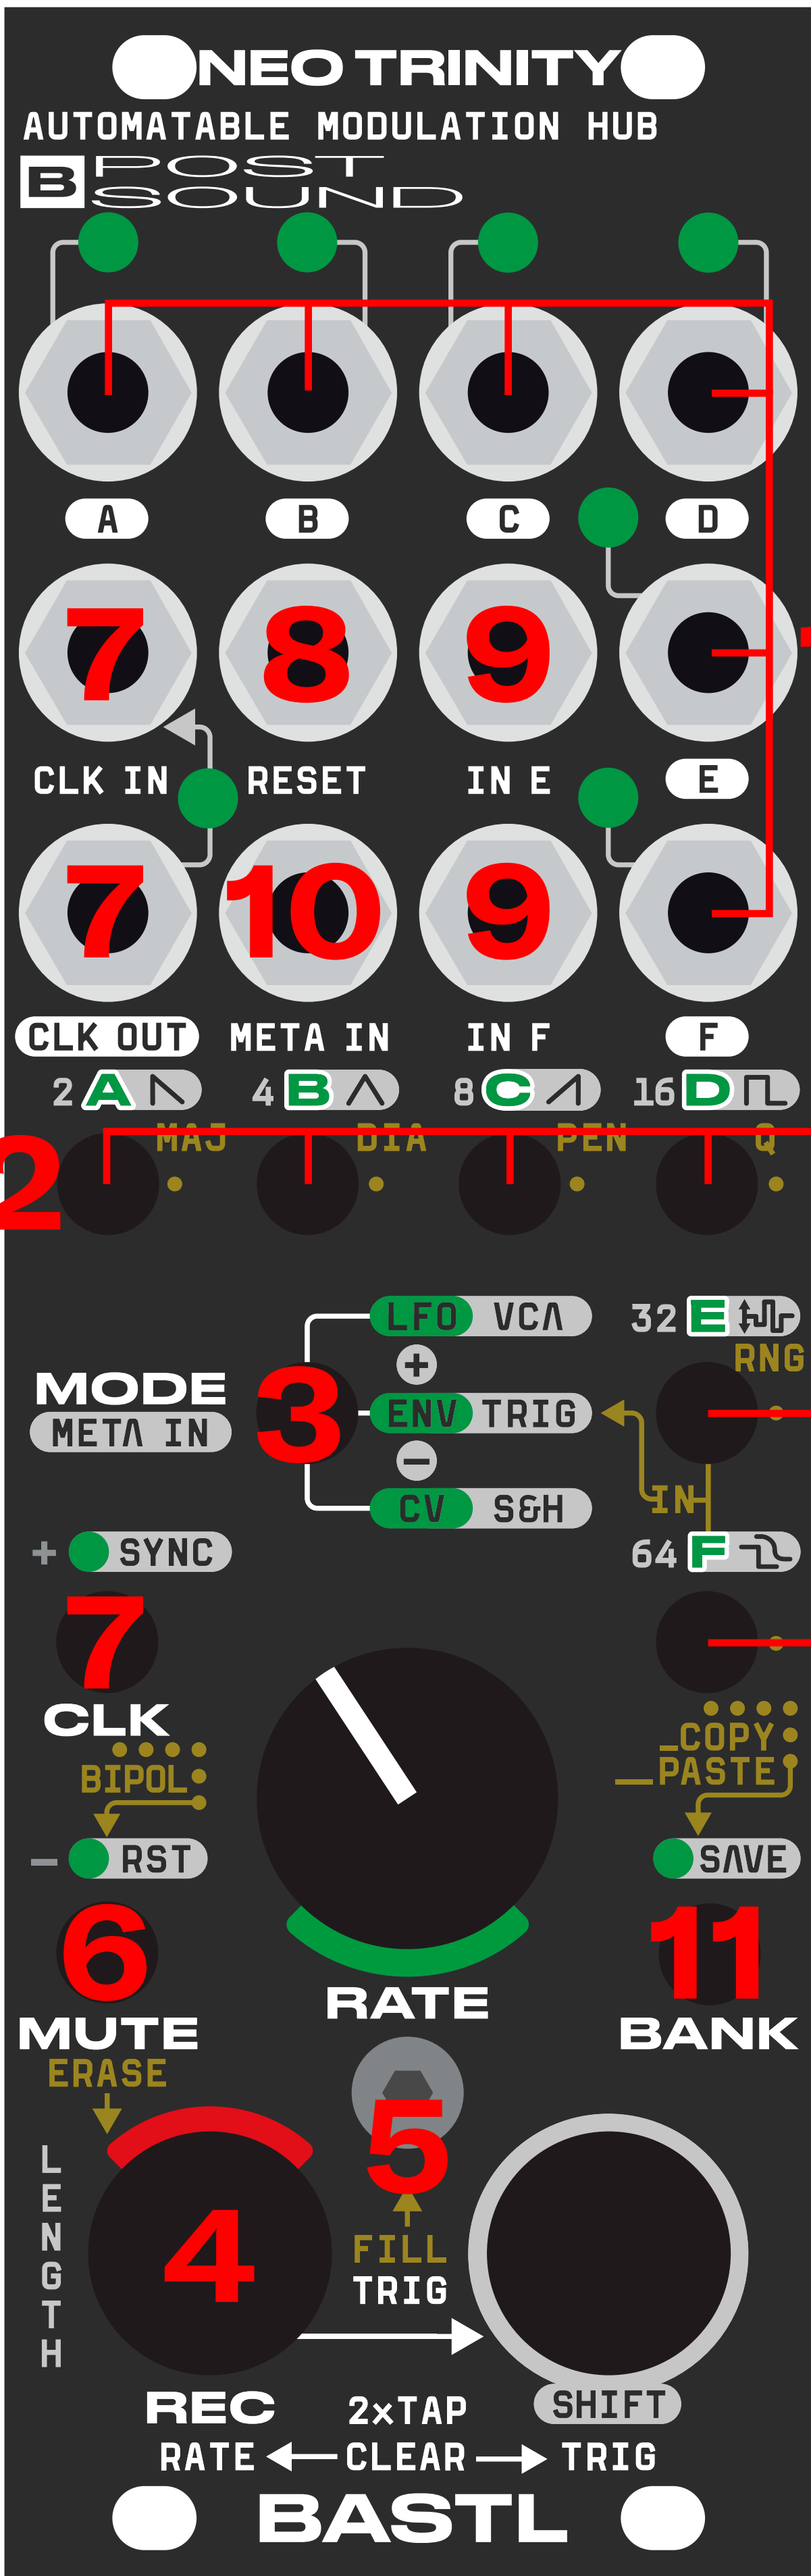 NEO TRINITY
AUTOMATABLE MODULATION HUB
B POST
SOUND
A B C D
7 8 9
CLK IN RESET IN E E
7 10 9
CLK OUT META IN IN F F
2 A 4 B 8 C 16 D
MAJ DIA PEN Q
2
LFO VCA 32 E
+ RNG
MODE 3 ENV TRIG
META IN
− IN
CV S&H
+ SYNC 64 F
7
CLK
BIPOL COPY
PASTE
− RST SAVE
6 11
RATE
MUTE BANK
ERASE
5
LENGTH 4 FILL
TRIG
REC 2xTAP SHIFT
RATE CLEAR TRIG
BASTL